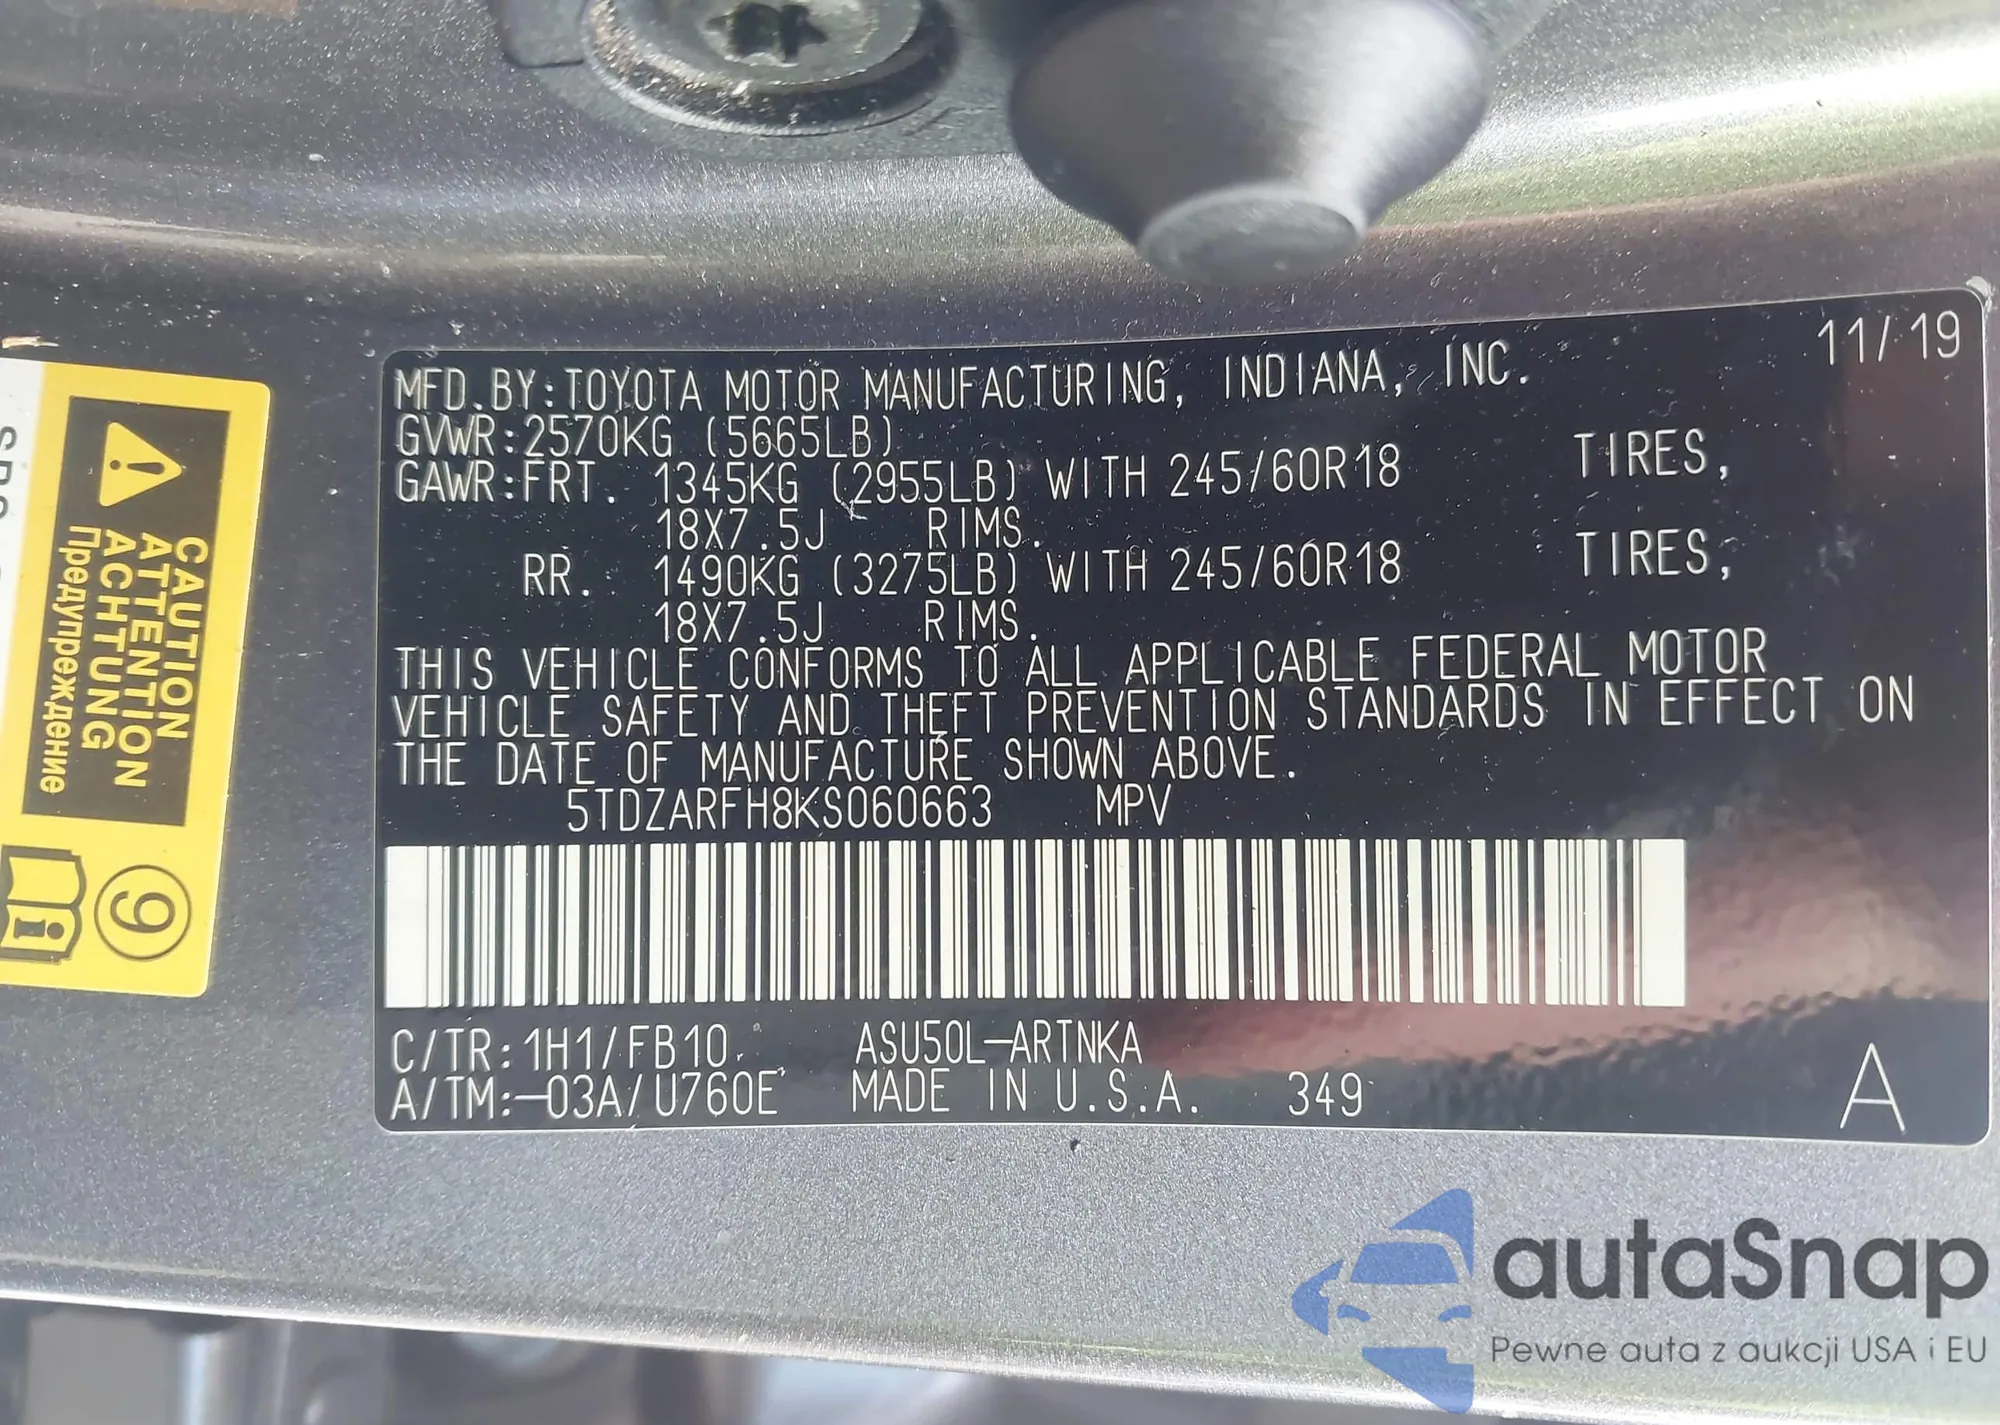 11/19
MFD.BY:TOYOTA MOTOR MANUFACTURING, INDIANA, INC.
GVWR:2570KG (5665LB)
GAWR:FRT. 1345KG (2955LB) WITH 245/60R18 TIRES,
18X7.5J RIMS.
RR. 1490KG (3275LB) WITH 245/60R18 TIRES,
18X7.5J RIMS.
THIS VEHICLE CONFORMS TO ALL APPLICABLE FEDERAL MOTOR
VEHICLE SAFETY AND THEFT PREVENTION STANDARDS IN EFFECT ON
THE DATE OF MANUFACTURE SHOWN ABOVE.
5TDZARFH8KS060663 MPV
C/TR:1H1/FB10 ASU50L-ARTNKA
A/TM:-03A/U760E MADE IN U.S.A. 349
A
CAUTION
ATTENTION
ACHTUNG
Предупреждение
9
autaSnap
Pewne auta z aukcji USA i EU